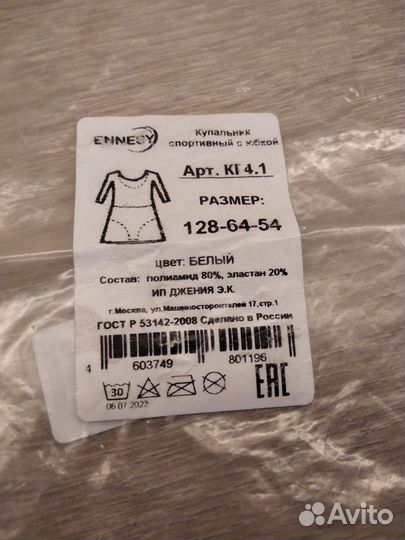 ENNESY
Купальник
спортивный с юбкой
Арт. КГ 4.1
РАЗМЕР:
128-64-54
цвет: БЕЛЫЙ
Состав: полиамид 80%, эластан 20%
ИП ДЖЕНИЯ Э.К.
г.Москва, ул.Машиностроителей 17,стр.1
ГОСТ Р 53142-2008 Сделано в России
4 603749 801196
30
EAC
06.07.2023
Avito